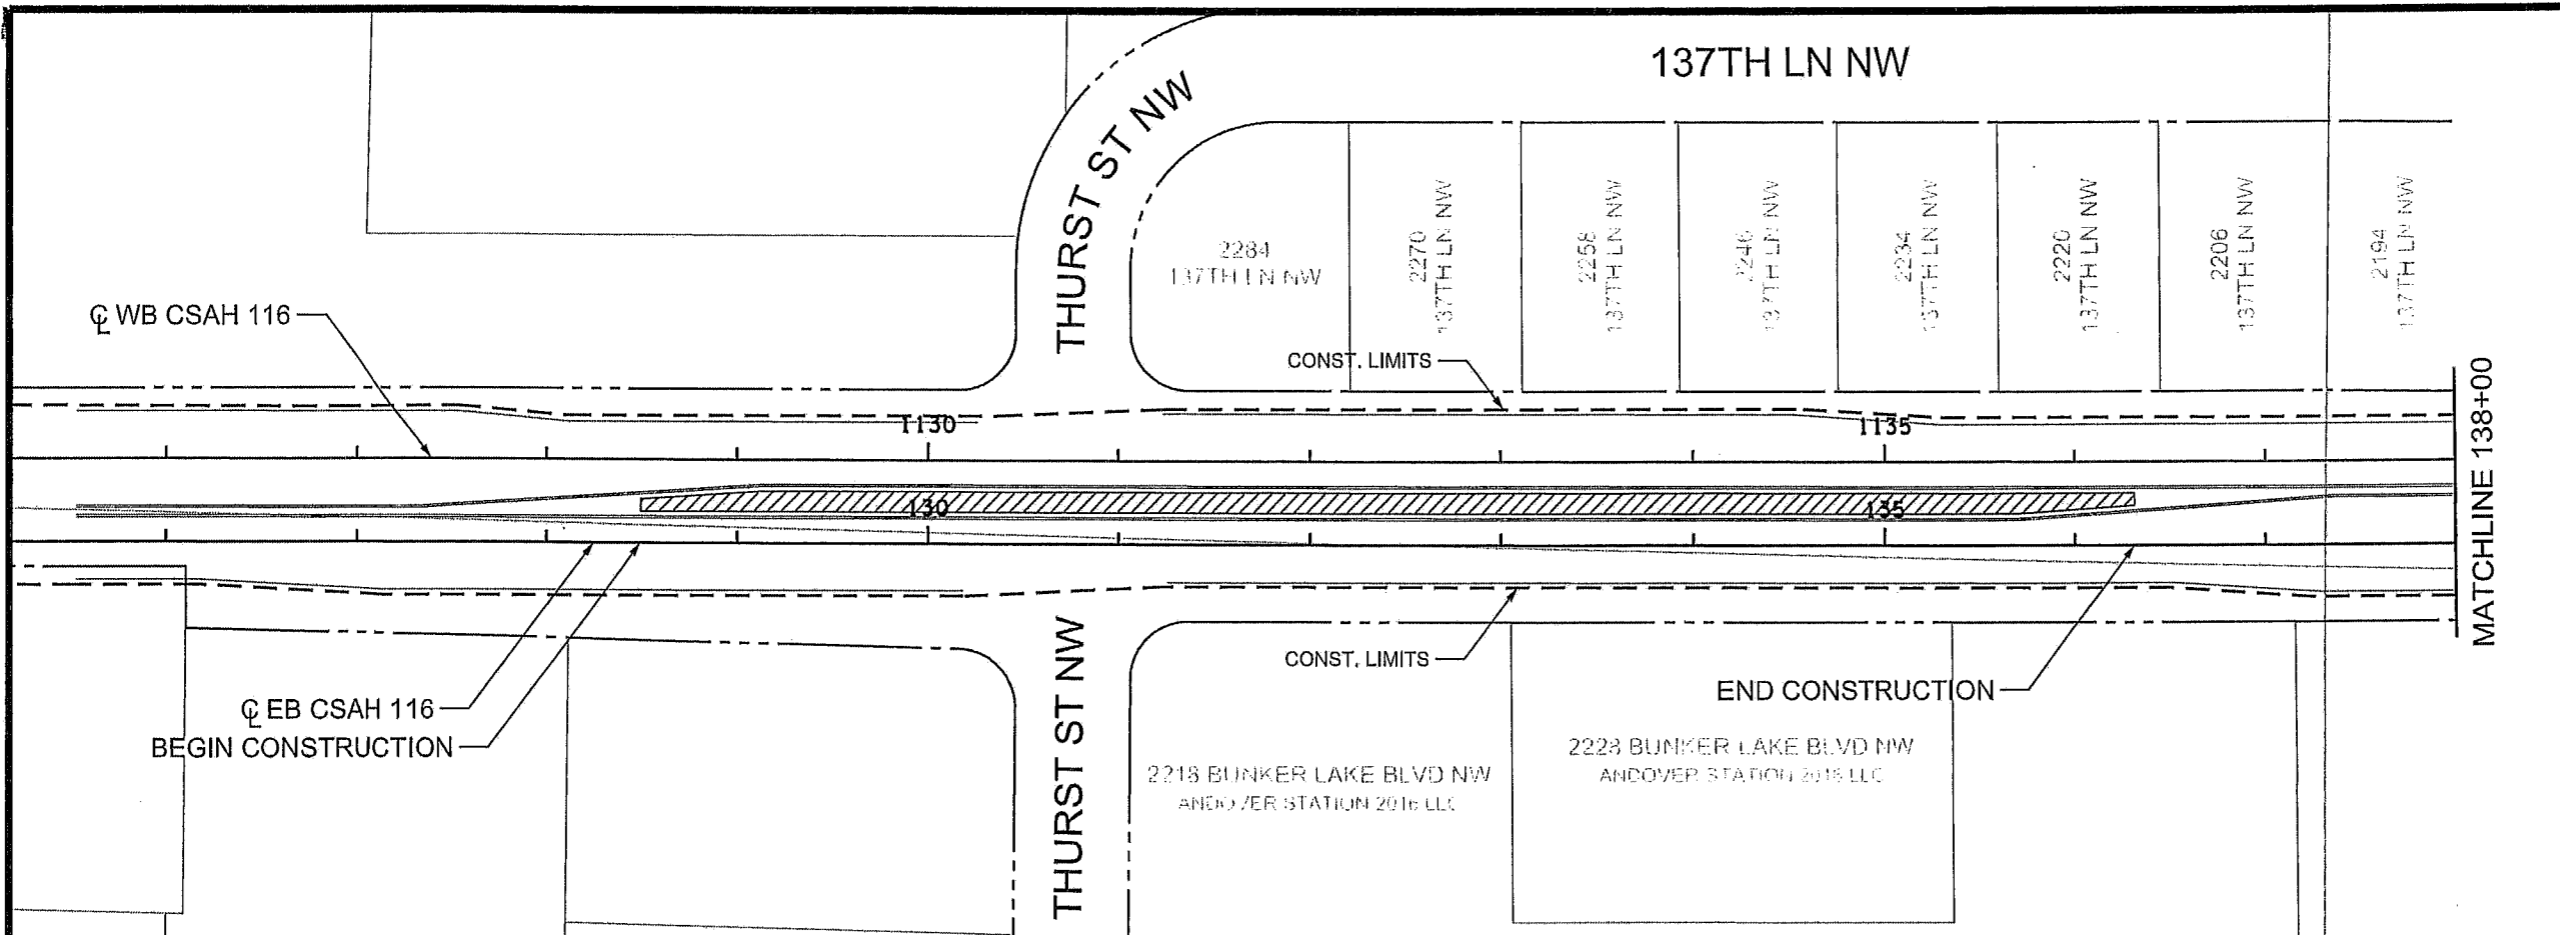 137TH LN NW
THURST ST NW
2284
137TH LN NW
2270
137TH LN NW
2258
137TH LN NW
2246
137TH LN NW
2234
137TH LN NW
2220
137TH LN NW
2206
137TH LN NW
2194
137TH LN NW
℄ WB CSAH 116
CONST. LIMITS
1130
1135
130
135
MATCHLINE 138+00
CONST. LIMITS
℄ EB CSAH 116
BEGIN CONSTRUCTION
END CONSTRUCTION
THURST ST NW
2218 BUNKER LAKE BLVD NW
ANDOVER STATION 2016 LLC
2228 BUNKER LAKE BLVD NW
ANDOVER STATION 2016 LLC